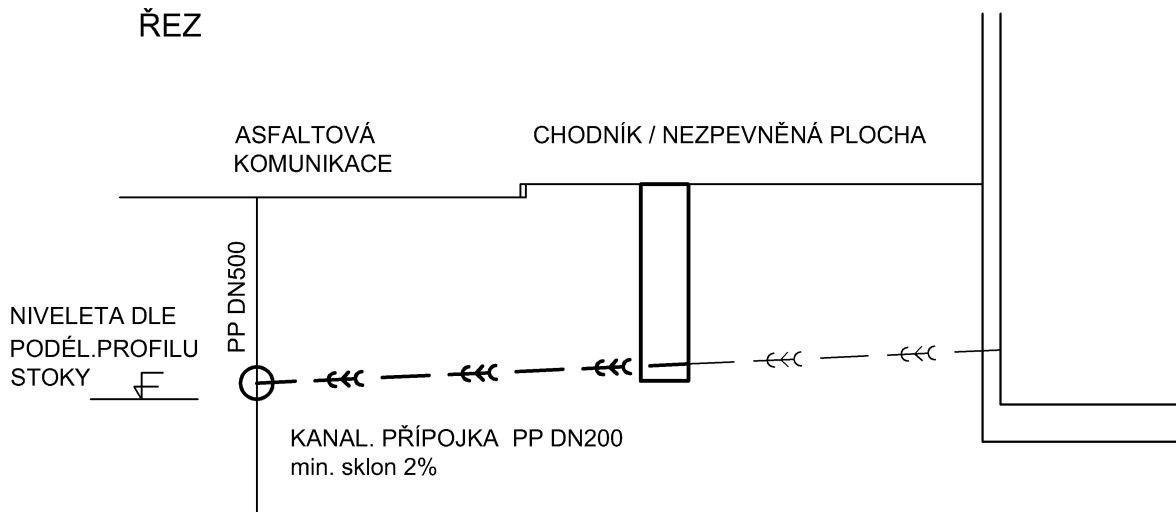 ŘEZ
ASFALTOVÁ
KOMUNIKACE
CHODNÍK / NEZPEVNĚNÁ PLOCHA
PP DN500
NIVELETA DLE
PODÉL.PROFILU
STOKY
KANAL. PŘÍPOJKA PP DN200
min. sklon 2%